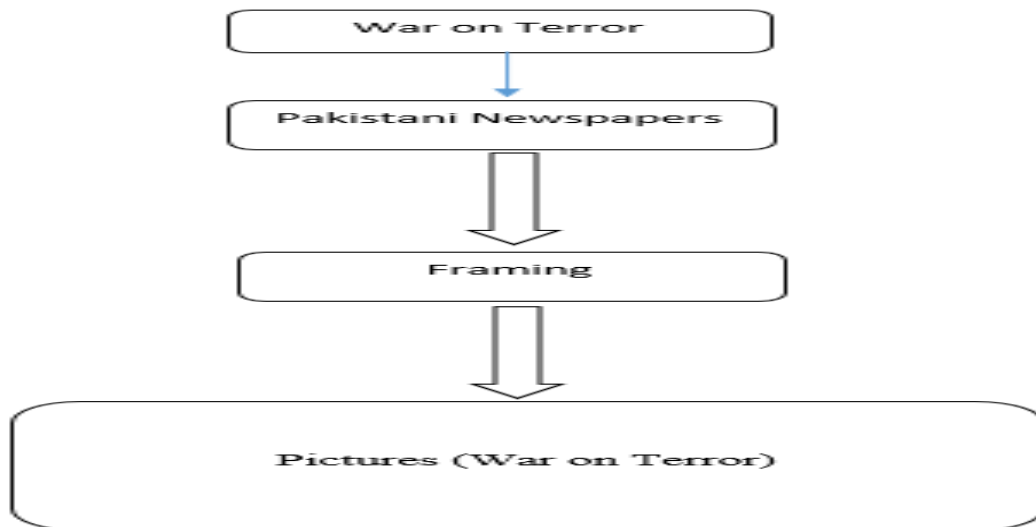 War on Terror
Pakistani Newspapers
Framing
Pictures (War on Terror)